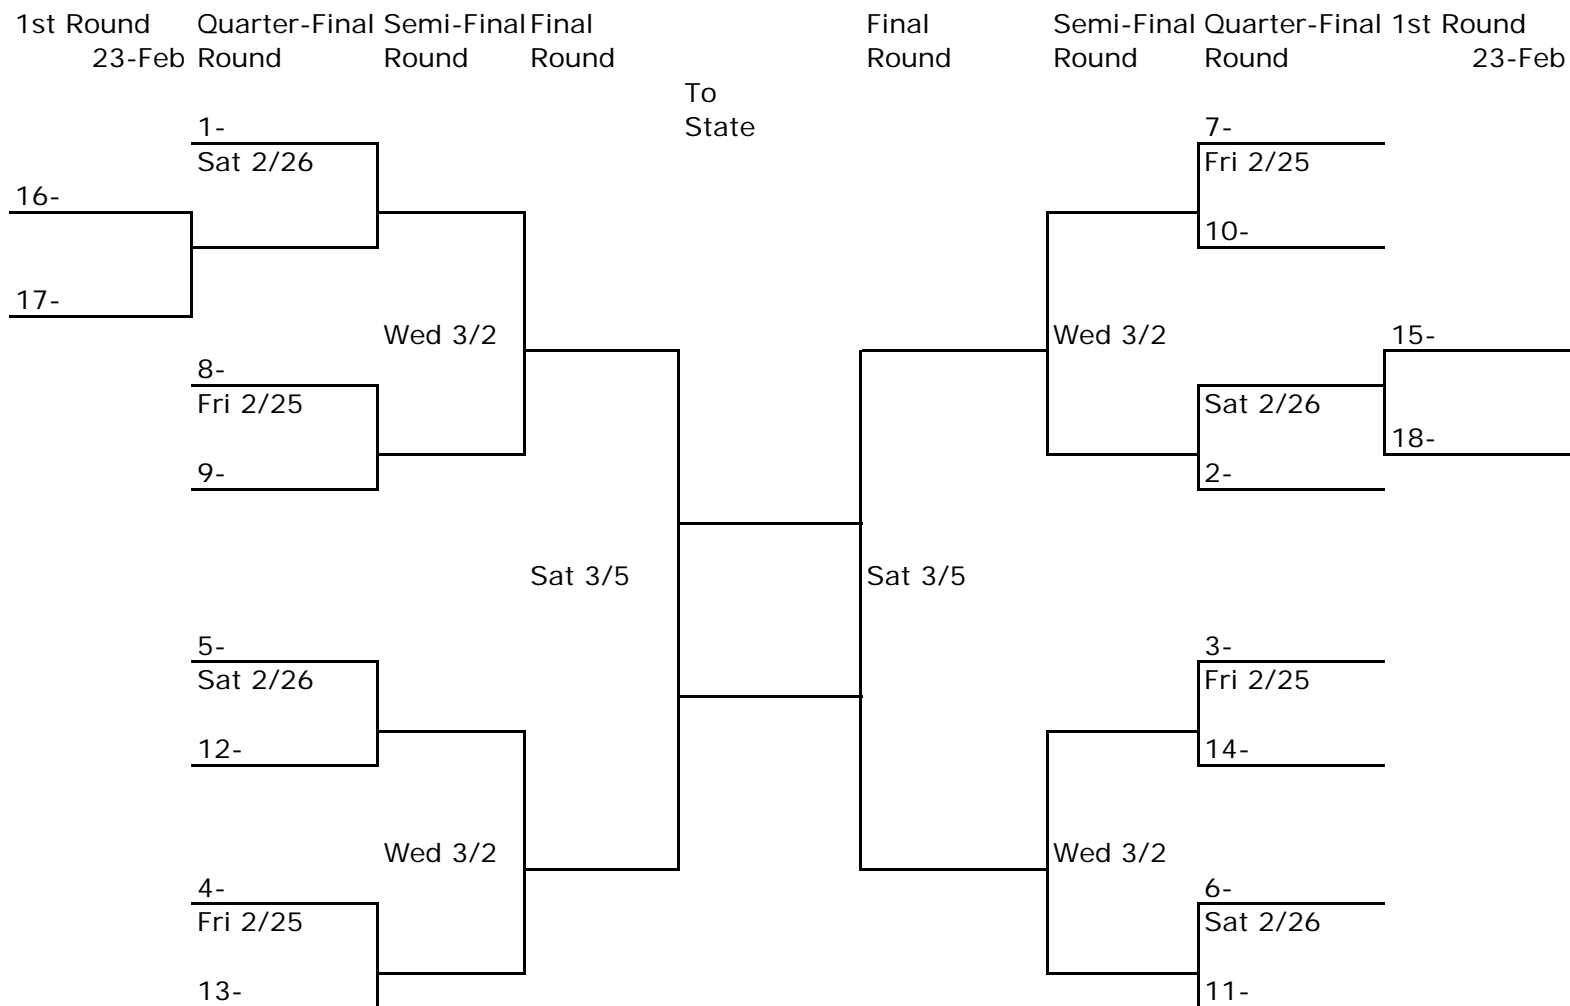 1st Round Quarter-Final Semi-Final Final Final Semi-Final Quarter-Final 1st Round
23-Feb Round Round Round Round Round Round 23-Feb
To
State
1- 7-
Sat 2/26 Fri 2/25
16-
10-
17-
Wed 3/2 Wed 3/2 15-
8-
Fri 2/25 Sat 2/26
18-
9- 2-
Sat 3/5 Sat 3/5
5- 3-
Sat 2/26 Fri 2/25
12- 14-
Wed 3/2 Wed 3/2
4- 6-
Fri 2/25 Sat 2/26
13- 11-